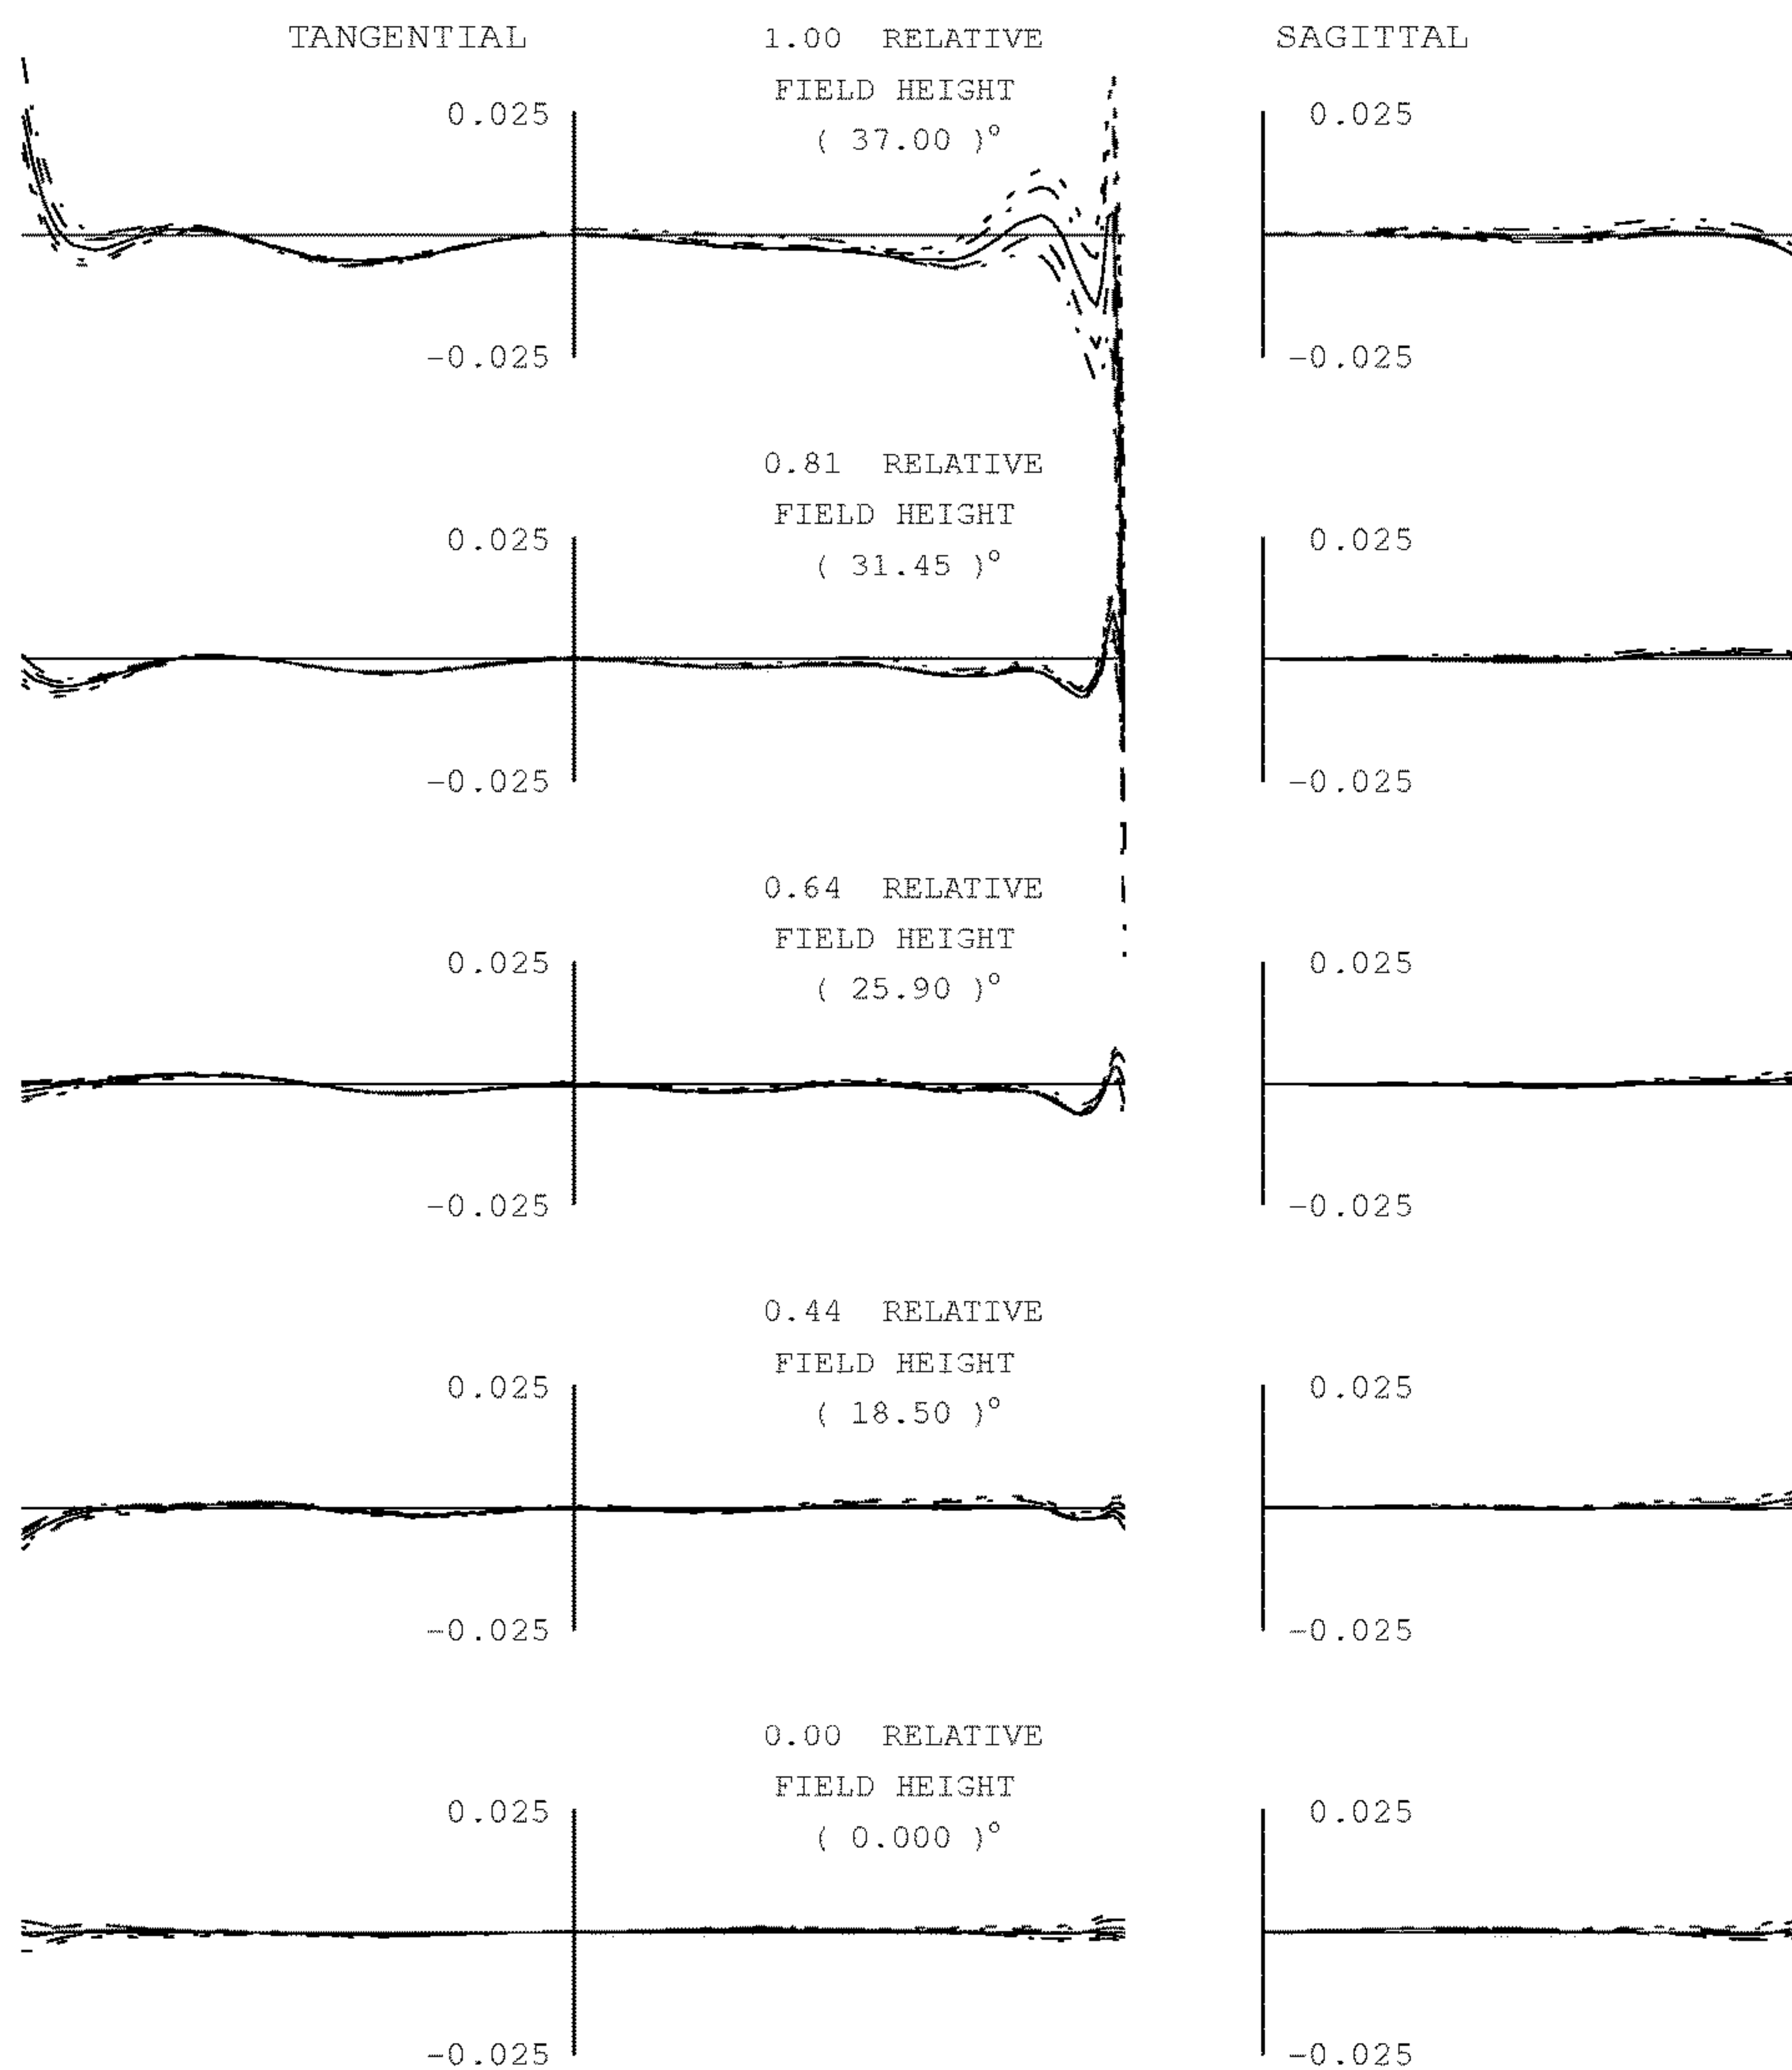 TANGENTIAL 1.00 RELATIVE SAGITTAL
FIELD HEIGHT
0.025 0.025
( 37.00 )°
-0.025 -0.025
0.81 RELATIVE
FIELD HEIGHT
0.025 0.025
( 31.45 )°
-0.025 -0.025
0.64 RELATIVE
FIELD HEIGHT
0.025 0.025
( 25.90 )°
-0.025 -0.025
0.44 RELATIVE
FIELD HEIGHT
0.025 0.025
( 18.50 )°
-0.025 -0.025
0.00 RELATIVE
FIELD HEIGHT
0.025 0.025
( 0.000 )°
-0.025 -0.025